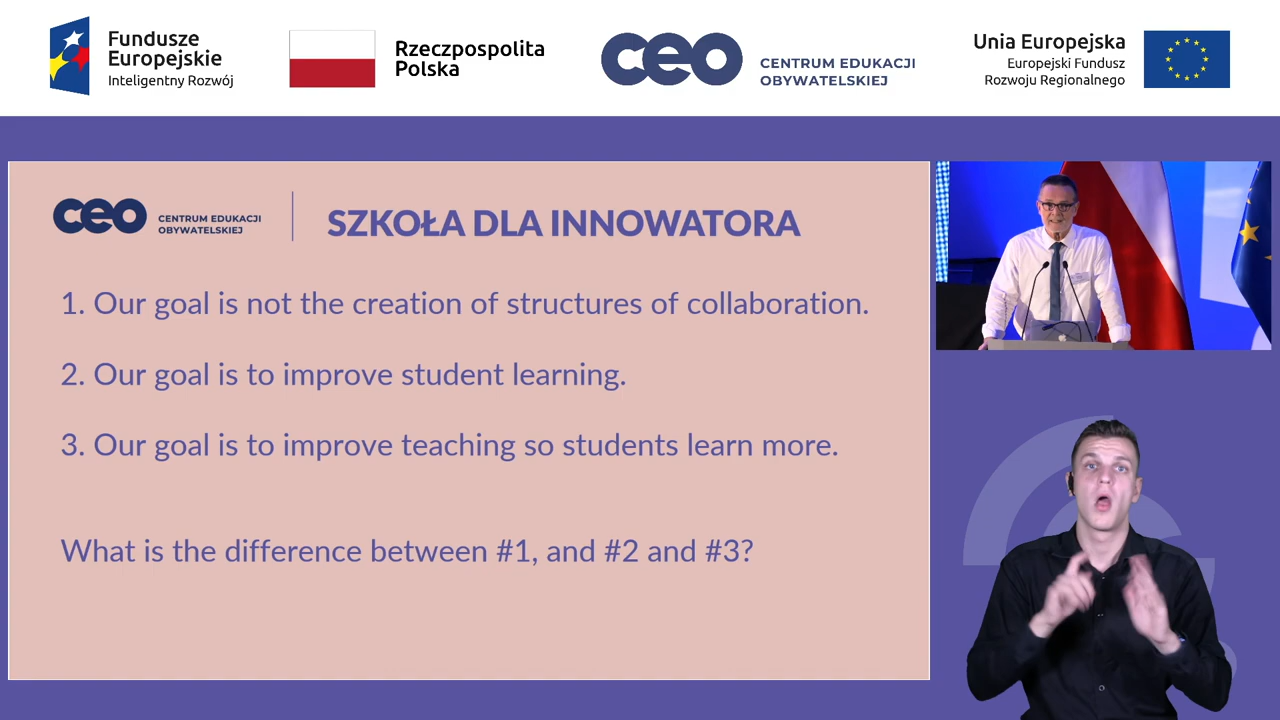 Fundusze
Europejskie
Inteligentny Rozwój
Rzeczpospolita
Polska
ceo
CENTRUM EDUKACJI
OBYWATELSKIEJ
Unia Europejska
Europejski Fundusz
Rozwoju Regionalnego
ceo
CENTRUM EDUKACJI
OBYWATELSKIEJ
SZKOŁA DLA INNOWATORA
1. Our goal is not the creation of structures of collaboration.
2. Our goal is to improve student learning.
3. Our goal is to improve teaching so students learn more.
What is the difference between #1, and #2 and #3?